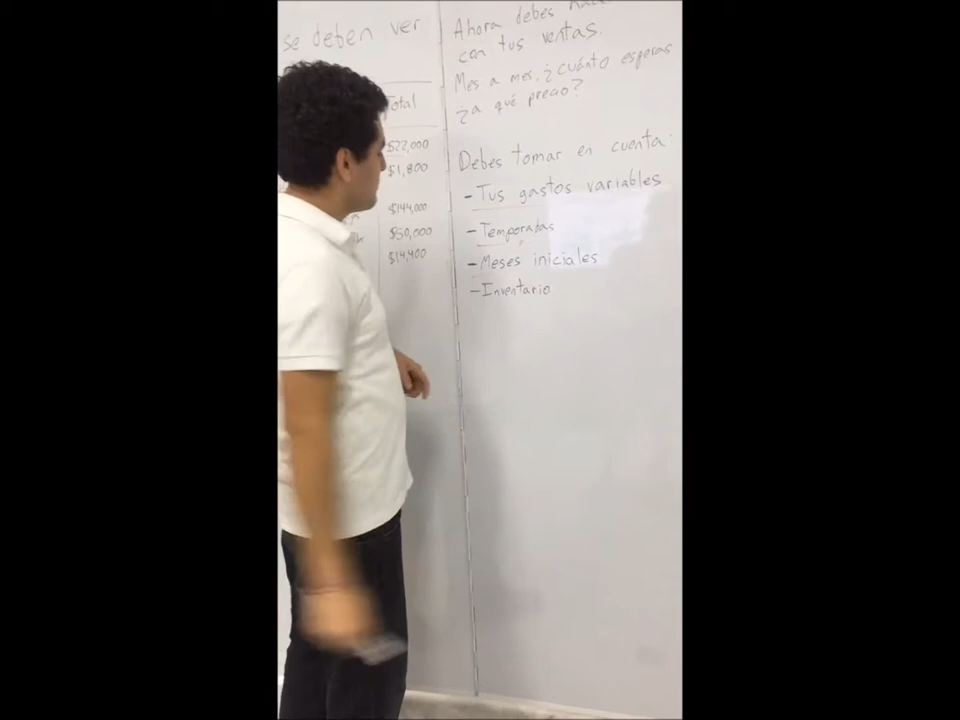 se deben ver
Total
$22,000
$1,800
$144,000
$50,000
$14,400
Ahora debes
con tus ventas.
Mes a mes, ¿cuánto esperas
¿a qué precio?
Debes tomar en cuenta:
- Tus gastos variables
- Temporadas
- Meses iniciales
- Inventario